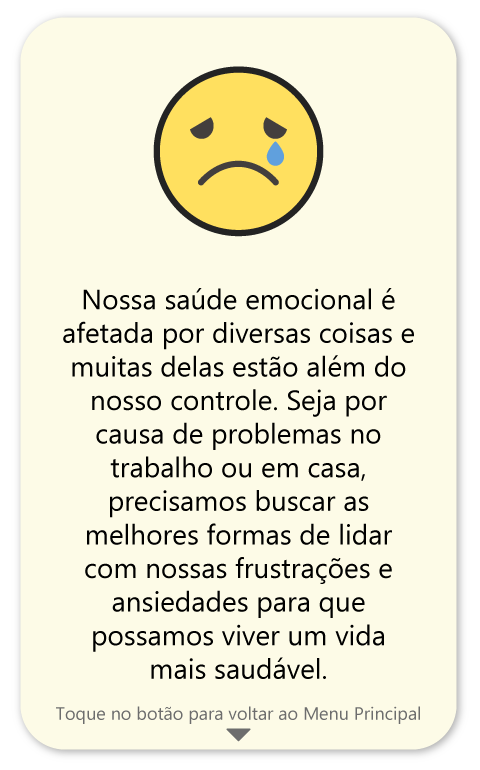 Nossa saúde emocional é
afetada por diversas coisas e
muitas delas estão além do
nosso controle. Seja por
causa de problemas no
trabalho ou em casa,
precisamos buscar as
melhores formas de lidar
com nossas frustrações e
ansiedades para que
possamos viver um vida
mais saudável.
Toque no botão para voltar ao Menu Principal